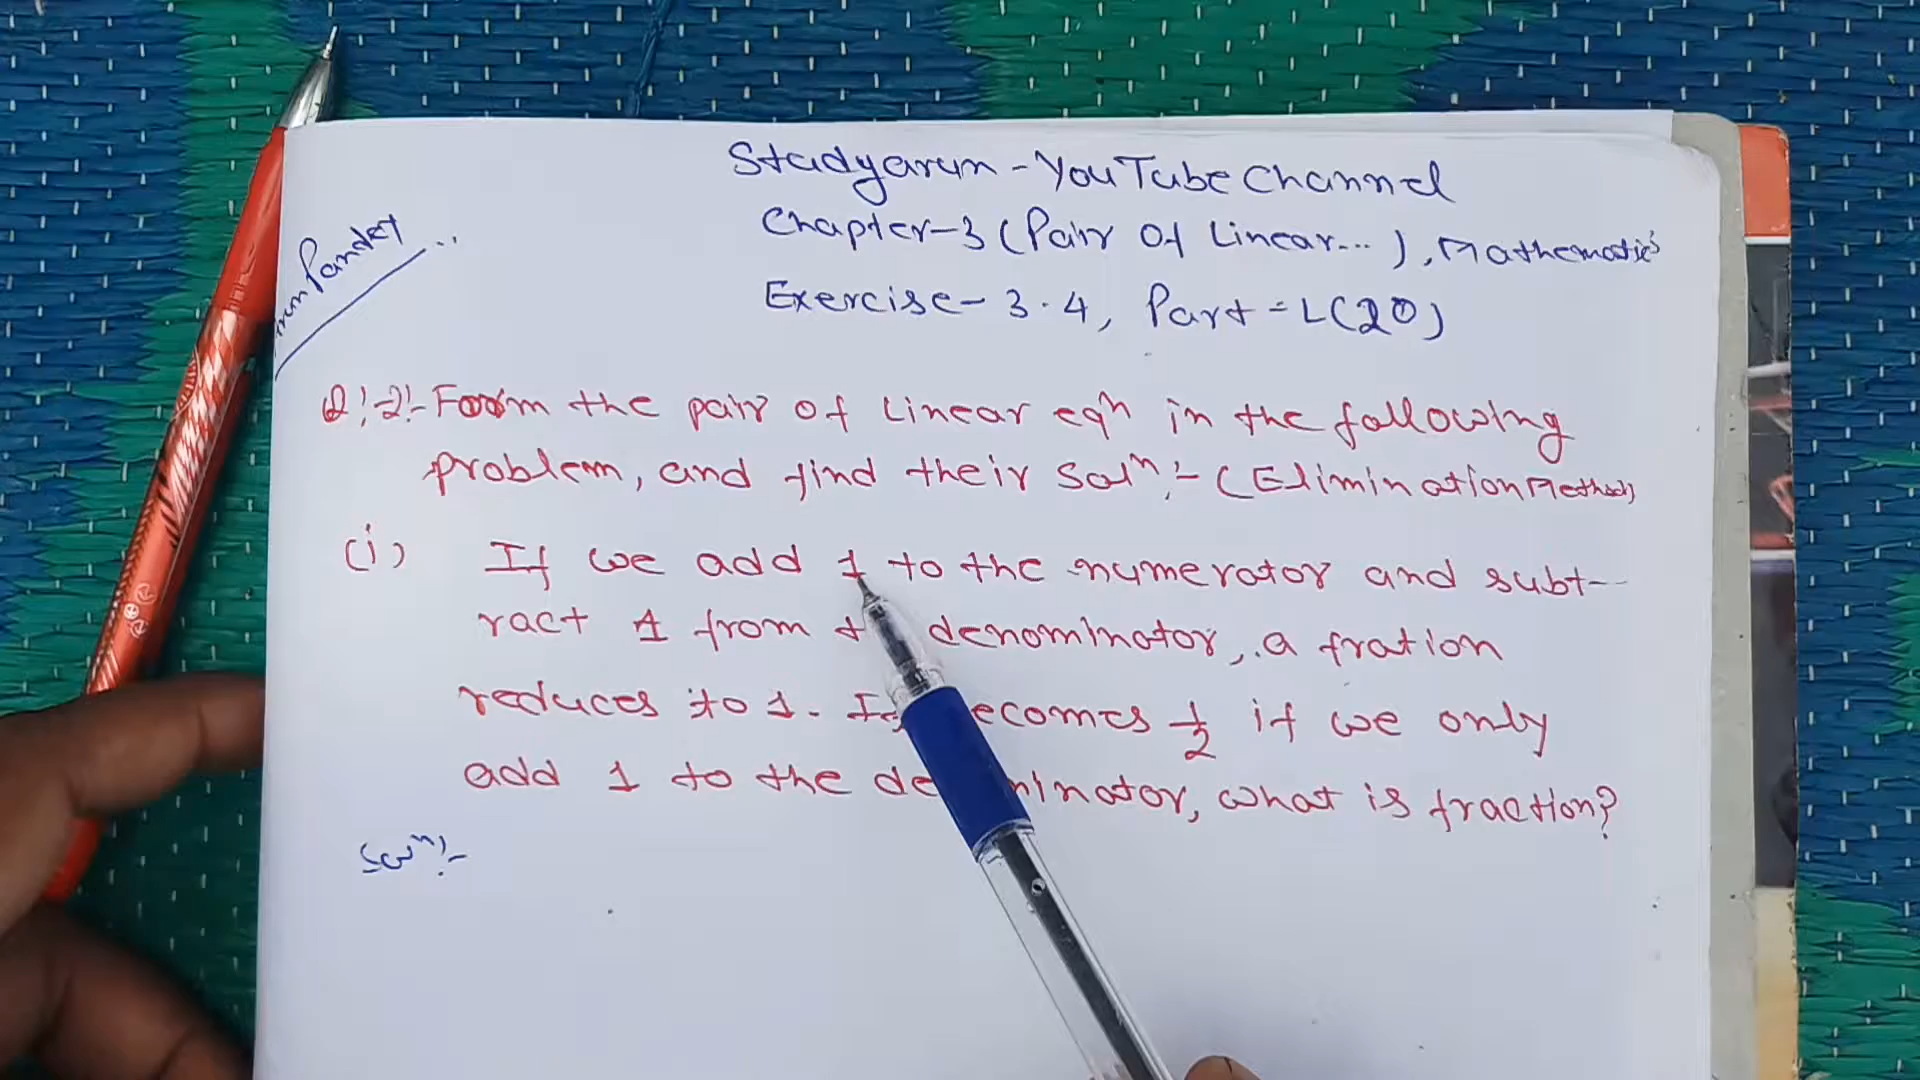 Studyarun - YouTube Channel
Chapter-3 (Pair Of Linear...), Mathematics
Exercise- 3.4, Part = L(20)
Pandey
Q:-2:- Form the pair of Linear eqn in the following
problem, and find their Soln:- (Elimination Method)
(i) If we add 1 to the numerator and subt-
ract 1 from denominator, a fration
reduces to 1. ecomes 1/2 if we only
add 1 to the de minator, what is fraction?
Soln:-